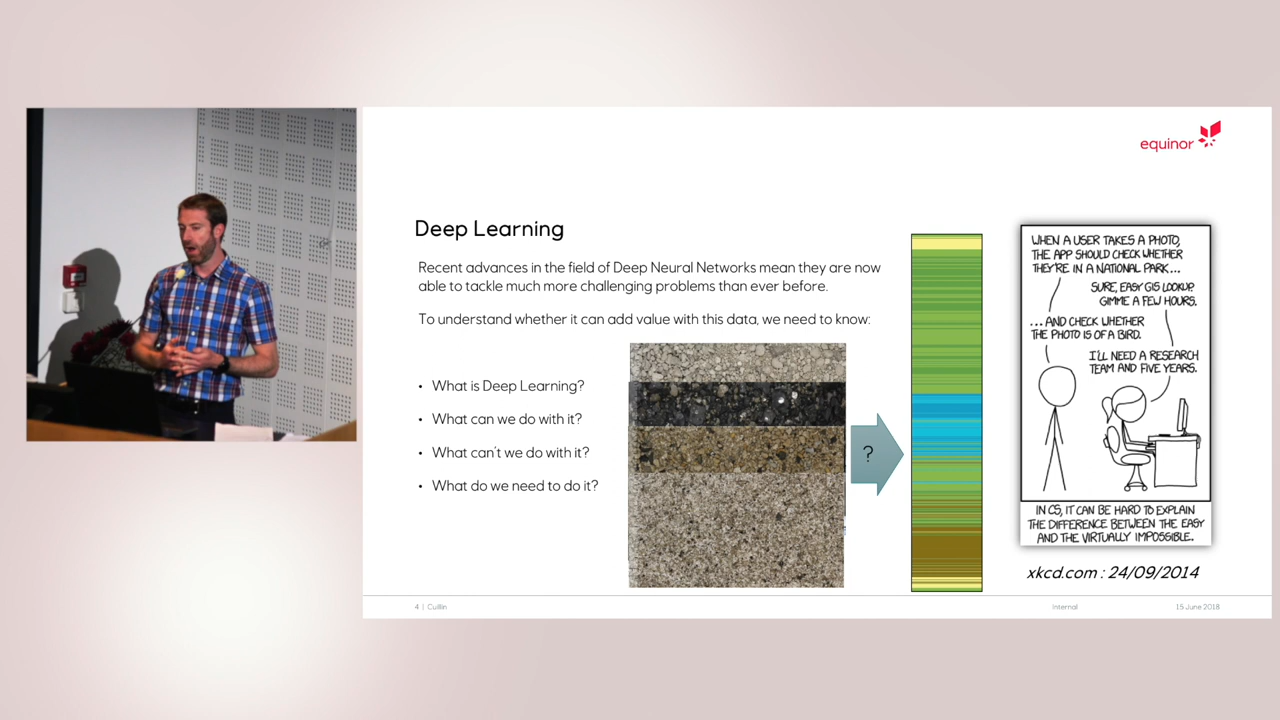 equinor
Deep Learning
Recent advances in the field of Deep Neural Networks mean they are now
able to tackle much more challenging problems than ever before.
To understand whether it can add value with this data, we need to know:
• What is Deep Learning?
• What can we do with it?
• What can't we do with it?
• What do we need to do it?
?
WHEN A USER TAKES A PHOTO,
THE APP SHOULD CHECK WHETHER
THEY'RE IN A NATIONAL PARK...
SURE, EASY GIS LOOKUP.
GIMME A FEW HOURS.
...AND CHECK WHETHER
THE PHOTO IS OF A BIRD.
I'LL NEED A RESEARCH
TEAM AND FIVE YEARS.
IN CS, IT CAN BE HARD TO EXPLAIN
THE DIFFERENCE BETWEEN THE EASY
AND THE VIRTUALLY IMPOSSIBLE.
xkcd.com : 24/09/2014
4 | Cuillin
Internal
15 June 2018